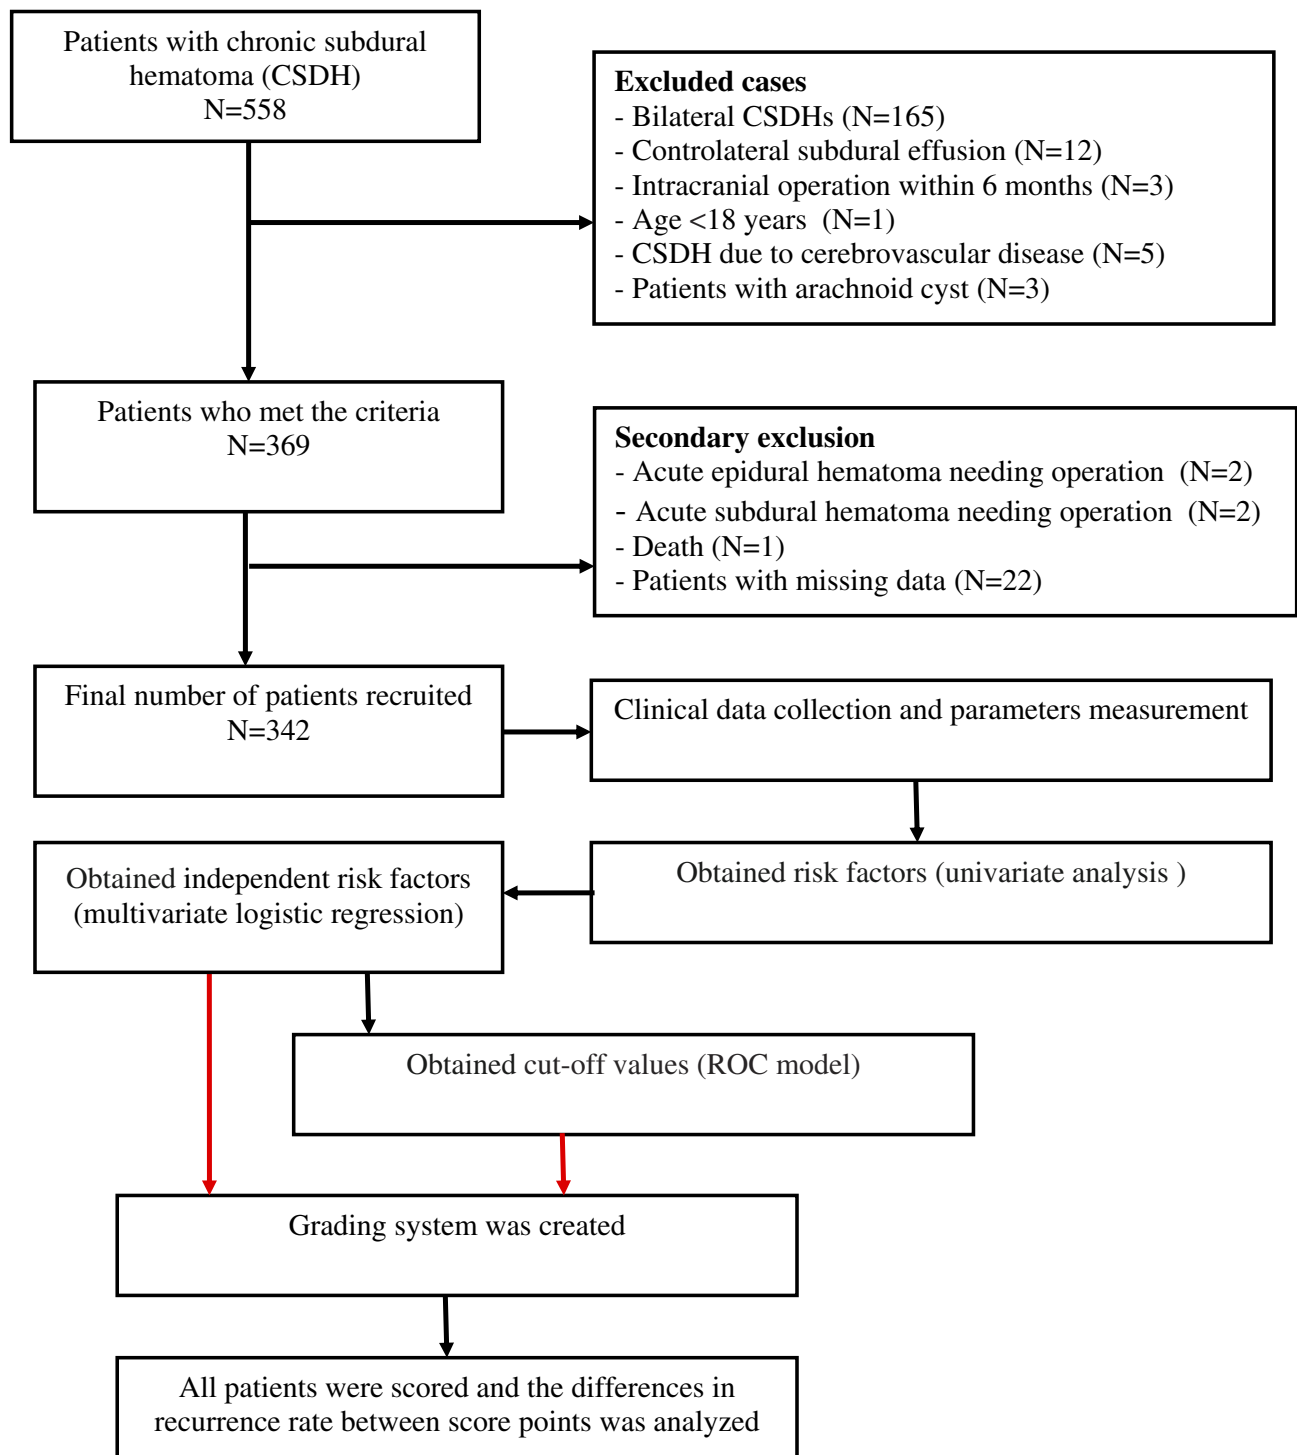 Patients with chronic subdural
hematoma (CSDH)
N=558
Excluded cases
- Bilateral CSDHs (N=165)
- Controlateral subdural effusion (N=12)
- Intracranial operation within 6 months (N=3)
- Age <18 years  (N=1)
- CSDH due to cerebrovascular disease (N=5)
- Patients with arachnoid cyst (N=3)
Patients who met the criteria
N=369
Secondary exclusion
- Acute epidural hematoma needing operation  (N=2)
- Acute subdural hematoma needing operation  (N=2)
- Death (N=1)
- Patients with missing data (N=22)
Final number of patients recruited
N=342
Clinical data collection and parameters measurement
Obtained risk factors (univariate analysis )
Obtained independent risk factors
(multivariate logistic regression)
Obtained cut-off values (ROC model)
Grading system was created
All patients were scored and the differences in
recurrence rate between score points was analyzed